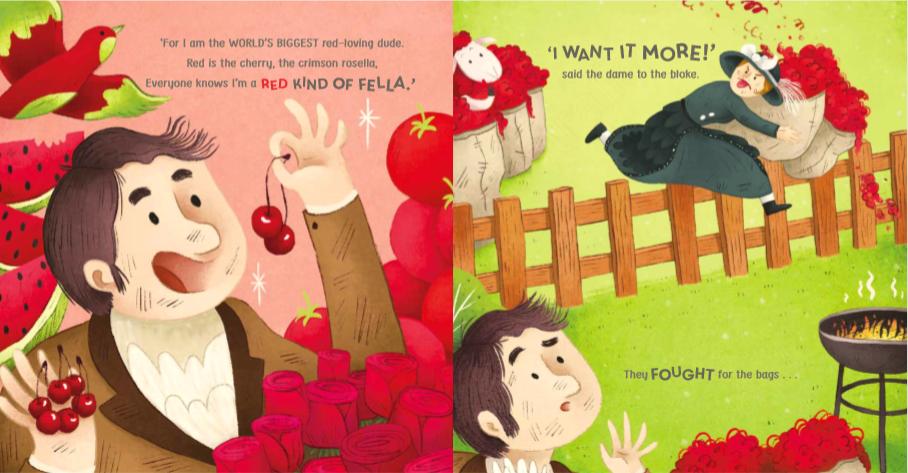 ‘For I am the WORLD’S BIGGEST red-loving dude.
Red is the cherry, the crimson rosella,
Everyone knows I’m a RED KIND OF FELLA.’
‘I WANT IT MORE!’
said the dame to the bloke.
They FOUGHT for the bags . . .